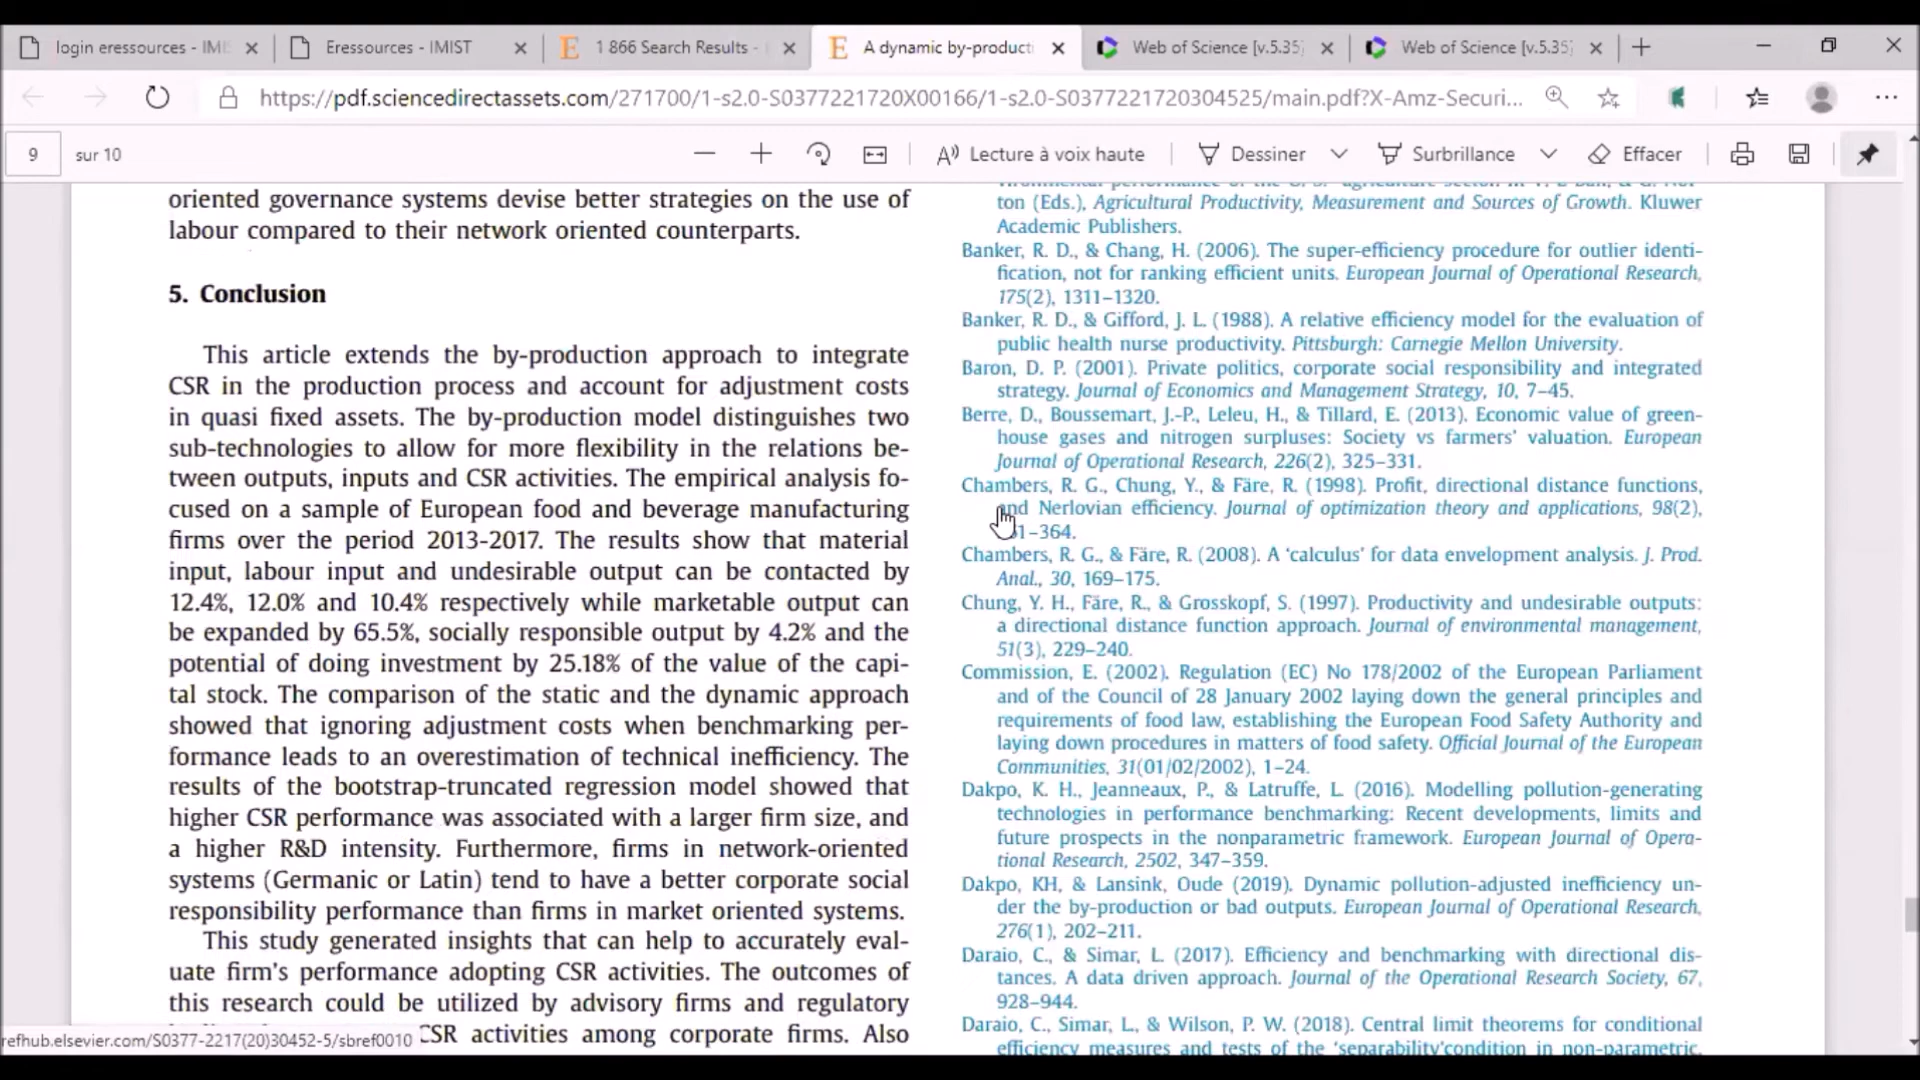 login eressources - IMI
Eressources - IMIST
1 866 Search Results -
A dynamic by-product
Web of Science [v.5.35]
Web of Science [v.5.35]
https://pdf.sciencedirectassets.com/271700/1-s2.0-S0377221720X00166/1-s2.0-S0377221720304525/main.pdf?X-Amz-Securi...
9 sur 10
Lecture à voix haute
Dessiner
Surbrillance
Effacer
oriented governance systems devise better strategies on the use of
labour compared to their network oriented counterparts.
5. Conclusion
This article extends the by-production approach to integrate
CSR in the production process and account for adjustment costs
in quasi fixed assets. The by-production model distinguishes two
sub-technologies to allow for more flexibility in the relations be-
tween outputs, inputs and CSR activities. The empirical analysis fo-
cused on a sample of European food and beverage manufacturing
firms over the period 2013-2017. The results show that material
input, labour input and undesirable output can be contacted by
12.4%, 12.0% and 10.4% respectively while marketable output can
be expanded by 65.5%, socially responsible output by 4.2% and the
potential of doing investment by 25.18% of the value of the capi-
tal stock. The comparison of the static and the dynamic approach
showed that ignoring adjustment costs when benchmarking per-
formance leads to an overestimation of technical inefficiency. The
results of the bootstrap-truncated regression model showed that
higher CSR performance was associated with a larger firm size, and
a higher R&D intensity. Furthermore, firms in network-oriented
systems (Germanic or Latin) tend to have a better corporate social
responsibility performance than firms in market oriented systems.
This study generated insights that can help to accurately eval-
uate firm's performance adopting CSR activities. The outcomes of
this research could be utilized by advisory firms and regulatory
CSR activities among corporate firms. Also
refhub.elsevier.com/S0377-2217(20)30452-5/sbref0010
ton (Eds.), Agricultural Productivity, Measurement and Sources of Growth. Kluwer
Academic Publishers.
Banker, R. D., & Chang, H. (2006). The super-efficiency procedure for outlier identi-
fication, not for ranking efficient units. European Journal of Operational Research,
175(2), 1311–1320.
Banker, R. D., & Gifford, J. L. (1988). A relative efficiency model for the evaluation of
public health nurse productivity. Pittsburgh: Carnegie Mellon University.
Baron, D. P. (2001). Private politics, corporate social responsibility and integrated
strategy. Journal of Economics and Management Strategy, 10, 7–45.
Berre, D., Boussemart, J.-P., Leleu, H., & Tillard, E. (2013). Economic value of green-
house gases and nitrogen surpluses: Society vs farmers' valuation. European
Journal of Operational Research, 226(2), 325–331.
Chambers, R. G., Chung, Y., & Färe, R. (1998). Profit, directional distance functions,
and Nerlovian efficiency. Journal of optimization theory and applications, 98(2),
1–364.
Chambers, R. G., & Färe, R. (2008). A 'calculus' for data envelopment analysis. J. Prod.
Anal., 30, 169–175.
Chung, Y. H., Färe, R., & Grosskopf, S. (1997). Productivity and undesirable outputs:
a directional distance function approach. Journal of environmental management,
51(3), 229–240.
Commission, E. (2002). Regulation (EC) No 178/2002 of the European Parliament
and of the Council of 28 January 2002 laying down the general principles and
requirements of food law, establishing the European Food Safety Authority and
laying down procedures in matters of food safety. Official Journal of the European
Communities, 31(01/02/2002), 1–24.
Dakpo, K. H., Jeanneaux, P., & Latruffe, L. (2016). Modelling pollution-generating
technologies in performance benchmarking: Recent developments, limits and
future prospects in the nonparametric framework. European Journal of Opera-
tional Research, 2502, 347–359.
Dakpo, KH, & Lansink, Oude (2019). Dynamic pollution-adjusted inefficiency un-
der the by-production or bad outputs. European Journal of Operational Research,
276(1), 202–211.
Daraio, C., & Simar, L. (2017). Efficiency and benchmarking with directional dis-
tances. A data driven approach. Journal of the Operational Research Society, 67,
928–944.
Daraio, C., Simar, L., & Wilson, P. W. (2018). Central limit theorems for conditional
efficiency measures and tests of the 'separability'condition in non-parametric,